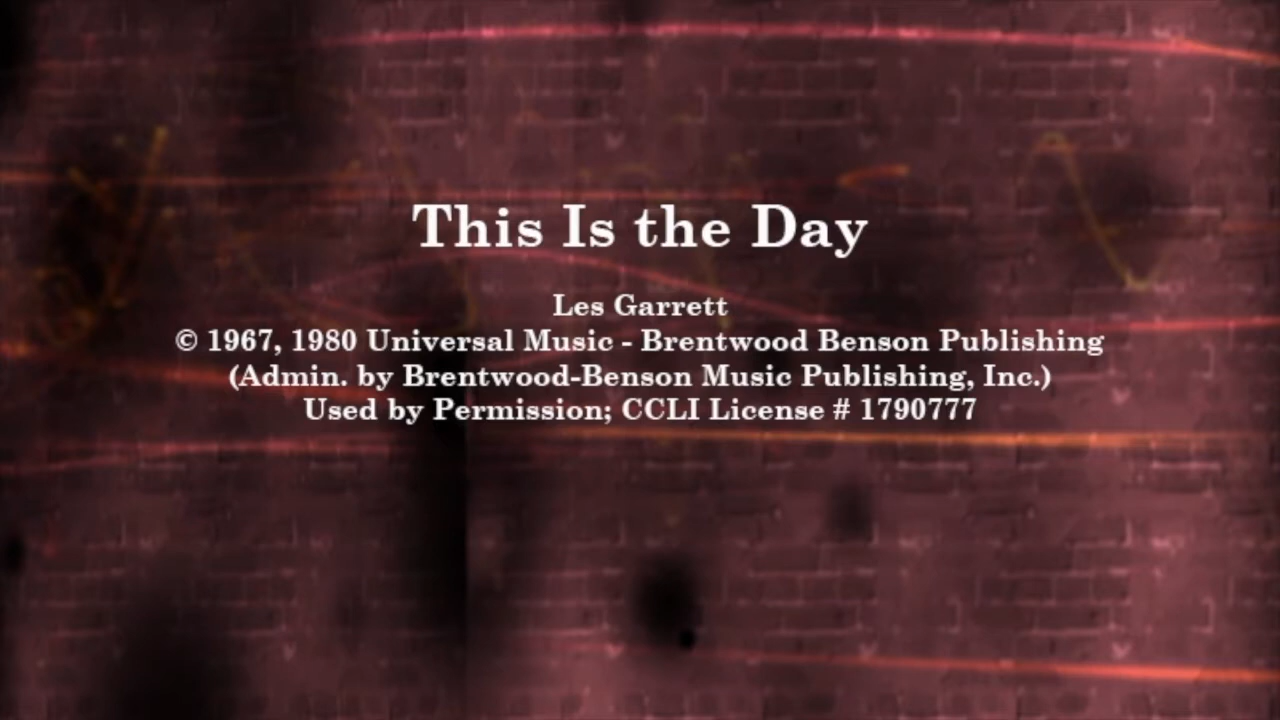 This Is the Day
Les Garrett
© 1967, 1980 Universal Music - Brentwood Benson Publishing
(Admin. by Brentwood-Benson Music Publishing, Inc.)
Used by Permission; CCLI License # 1790777